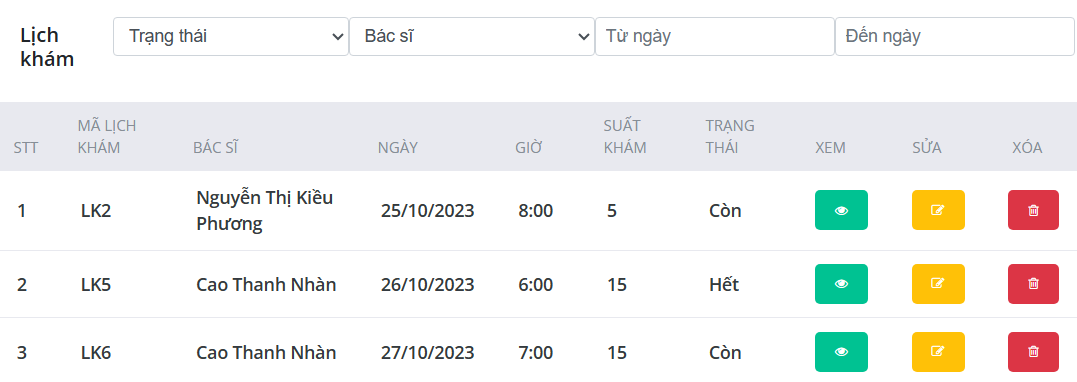 Lịch khám Trạng thái Bác sĩ Từ ngày Đến ngày
STT MÃ LỊCH KHÁM BÁC SĨ NGÀY GIỜ SUẤT KHÁM TRẠNG THÁI XEM SỬA XÓA
1 LK2 Nguyễn Thị Kiều Phương 25/10/2023 8:00 5 Còn
2 LK5 Cao Thanh Nhàn 26/10/2023 6:00 15 Hết
3 LK6 Cao Thanh Nhàn 27/10/2023 7:00 15 Còn